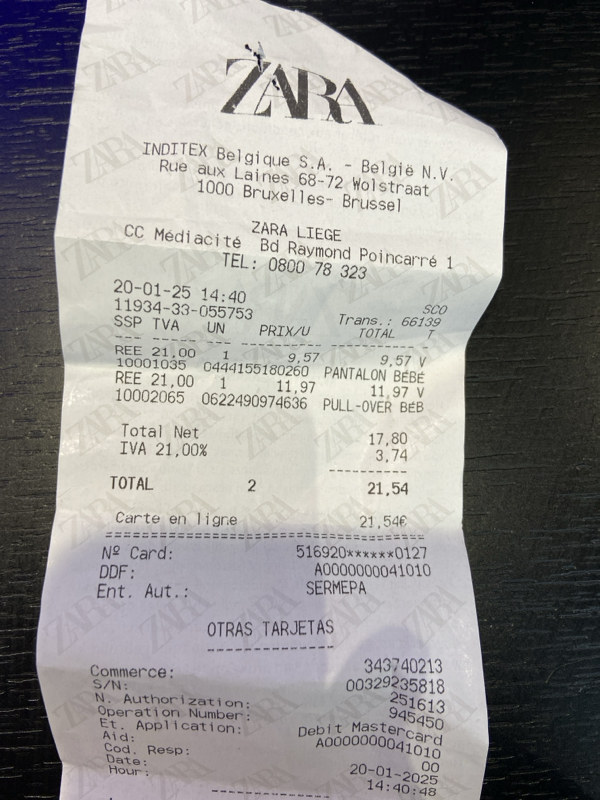 ZARA
INDITEX Belgique S.A. - België N.V.
Rue aux Laines 68-72 Wolstraat
1000 Bruxelles- Brussel
ZARA LIEGE
CC Médiacité Bd Raymond Poincarré 1
TEL: 0800 78 323
20-01-25 14:40 SCO
11934-33-055753 Trans.: 66139
SSP TVA UN PRIX/U TOTAL T
REE 21,00 1 9,57 9,57 V
10001035 0444155180260 PANTALON BÉBÉ
REE 21,00 1 11,97 11,97 V
10002065 0622490974636 PULL-OVER BÉB
Total Net 17,80
IVA 21,00% 3,74
TOTAL 2 21,54
Carte en ligne 21,54€
Nº Card: 516920******0127
DDF: A0000000041010
Ent. Aut.: SERMEPA
OTRAS TARJETAS
Commerce: 343740213
S/N: 00329235818
N. Authorization: 251613
Operation Number: 945450
Et. Application: Debit Mastercard
Aid: A0000000041010
Cod. Resp: 00
Date: 20-01-2025
Hour: 14:40:48